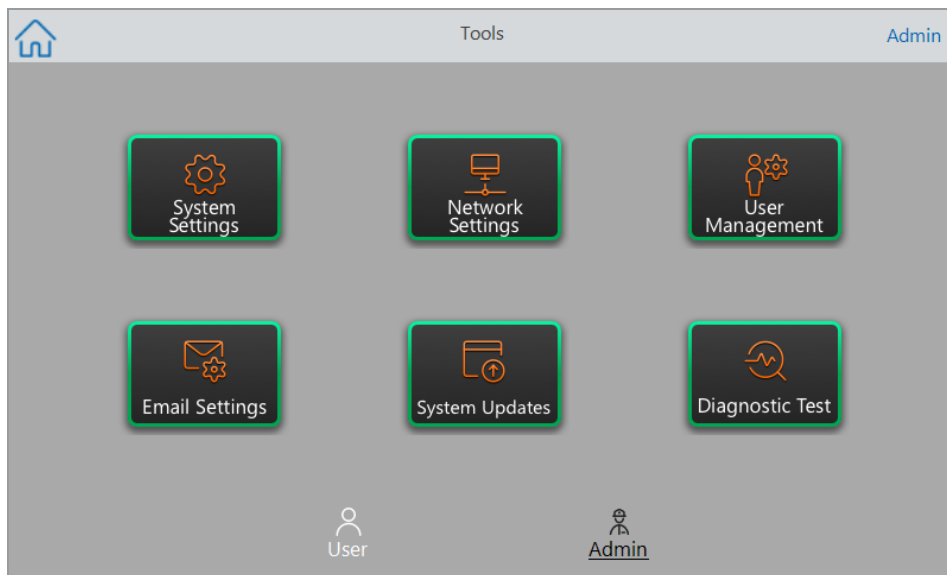 Tools
Admin
System
Settings
Network
Settings
User
Management
Email Settings
System Updates
Diagnostic Test
User
Admin